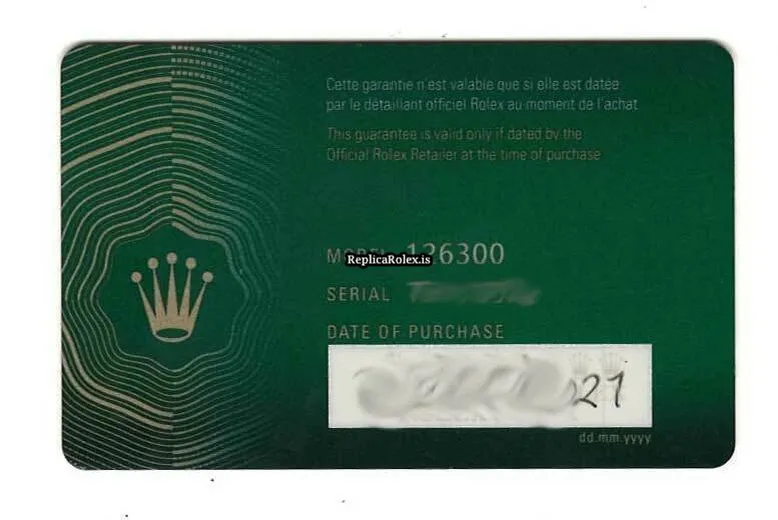 Cette garantie n'est valable que si elle est datée
par le détaillant officiel Rolex au moment de l'achat
This guarantee is valid only if dated by the
Official Rolex Retailer at the time of purchase
MODEL 126300
ReplicaRolex.is
SERIAL
DATE OF PURCHASE
21
dd.mm.yyyy